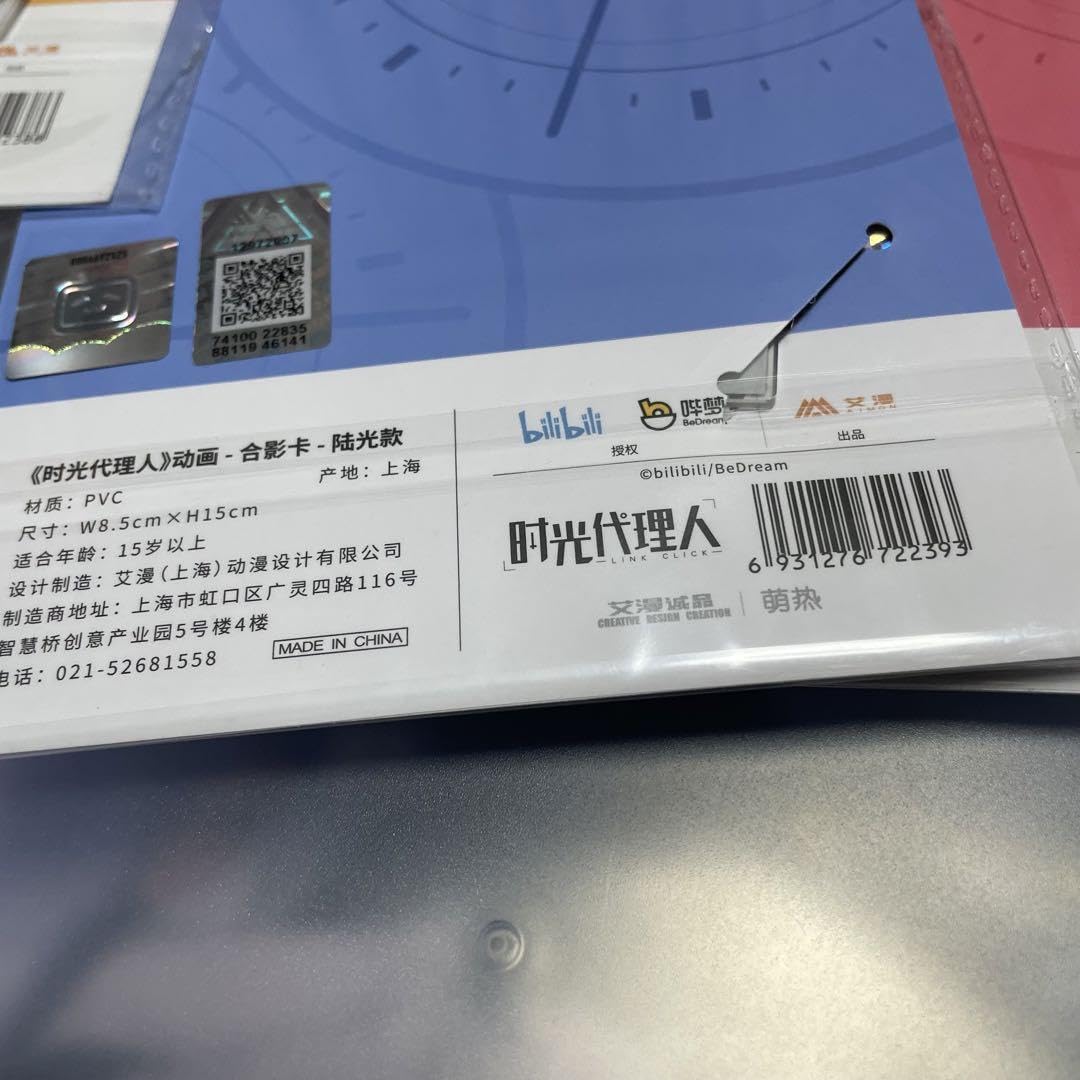 艾漫
12072807
74100 22835
88119 46141
《时光代理人》动画 - 合影卡 - 陆光款
材质：PVC
产地：上海
尺寸：W8.5cm×H15cm
适合年龄：15岁以上
设计制造：艾漫(上海)动漫设计有限公司
制造商地址：上海市虹口区广灵四路116号
智慧桥创意产业园5号楼4楼
电话：021-52681558
MADE IN CHINA
bilibili
哔梦
BeDream
艾漫
AIMON
授权
出品
©bilibili/BeDream
时光代理人
LINK CLICK
6 931276 722393
艾漫诚品
CREATIVE DESIGN CREATION
萌热